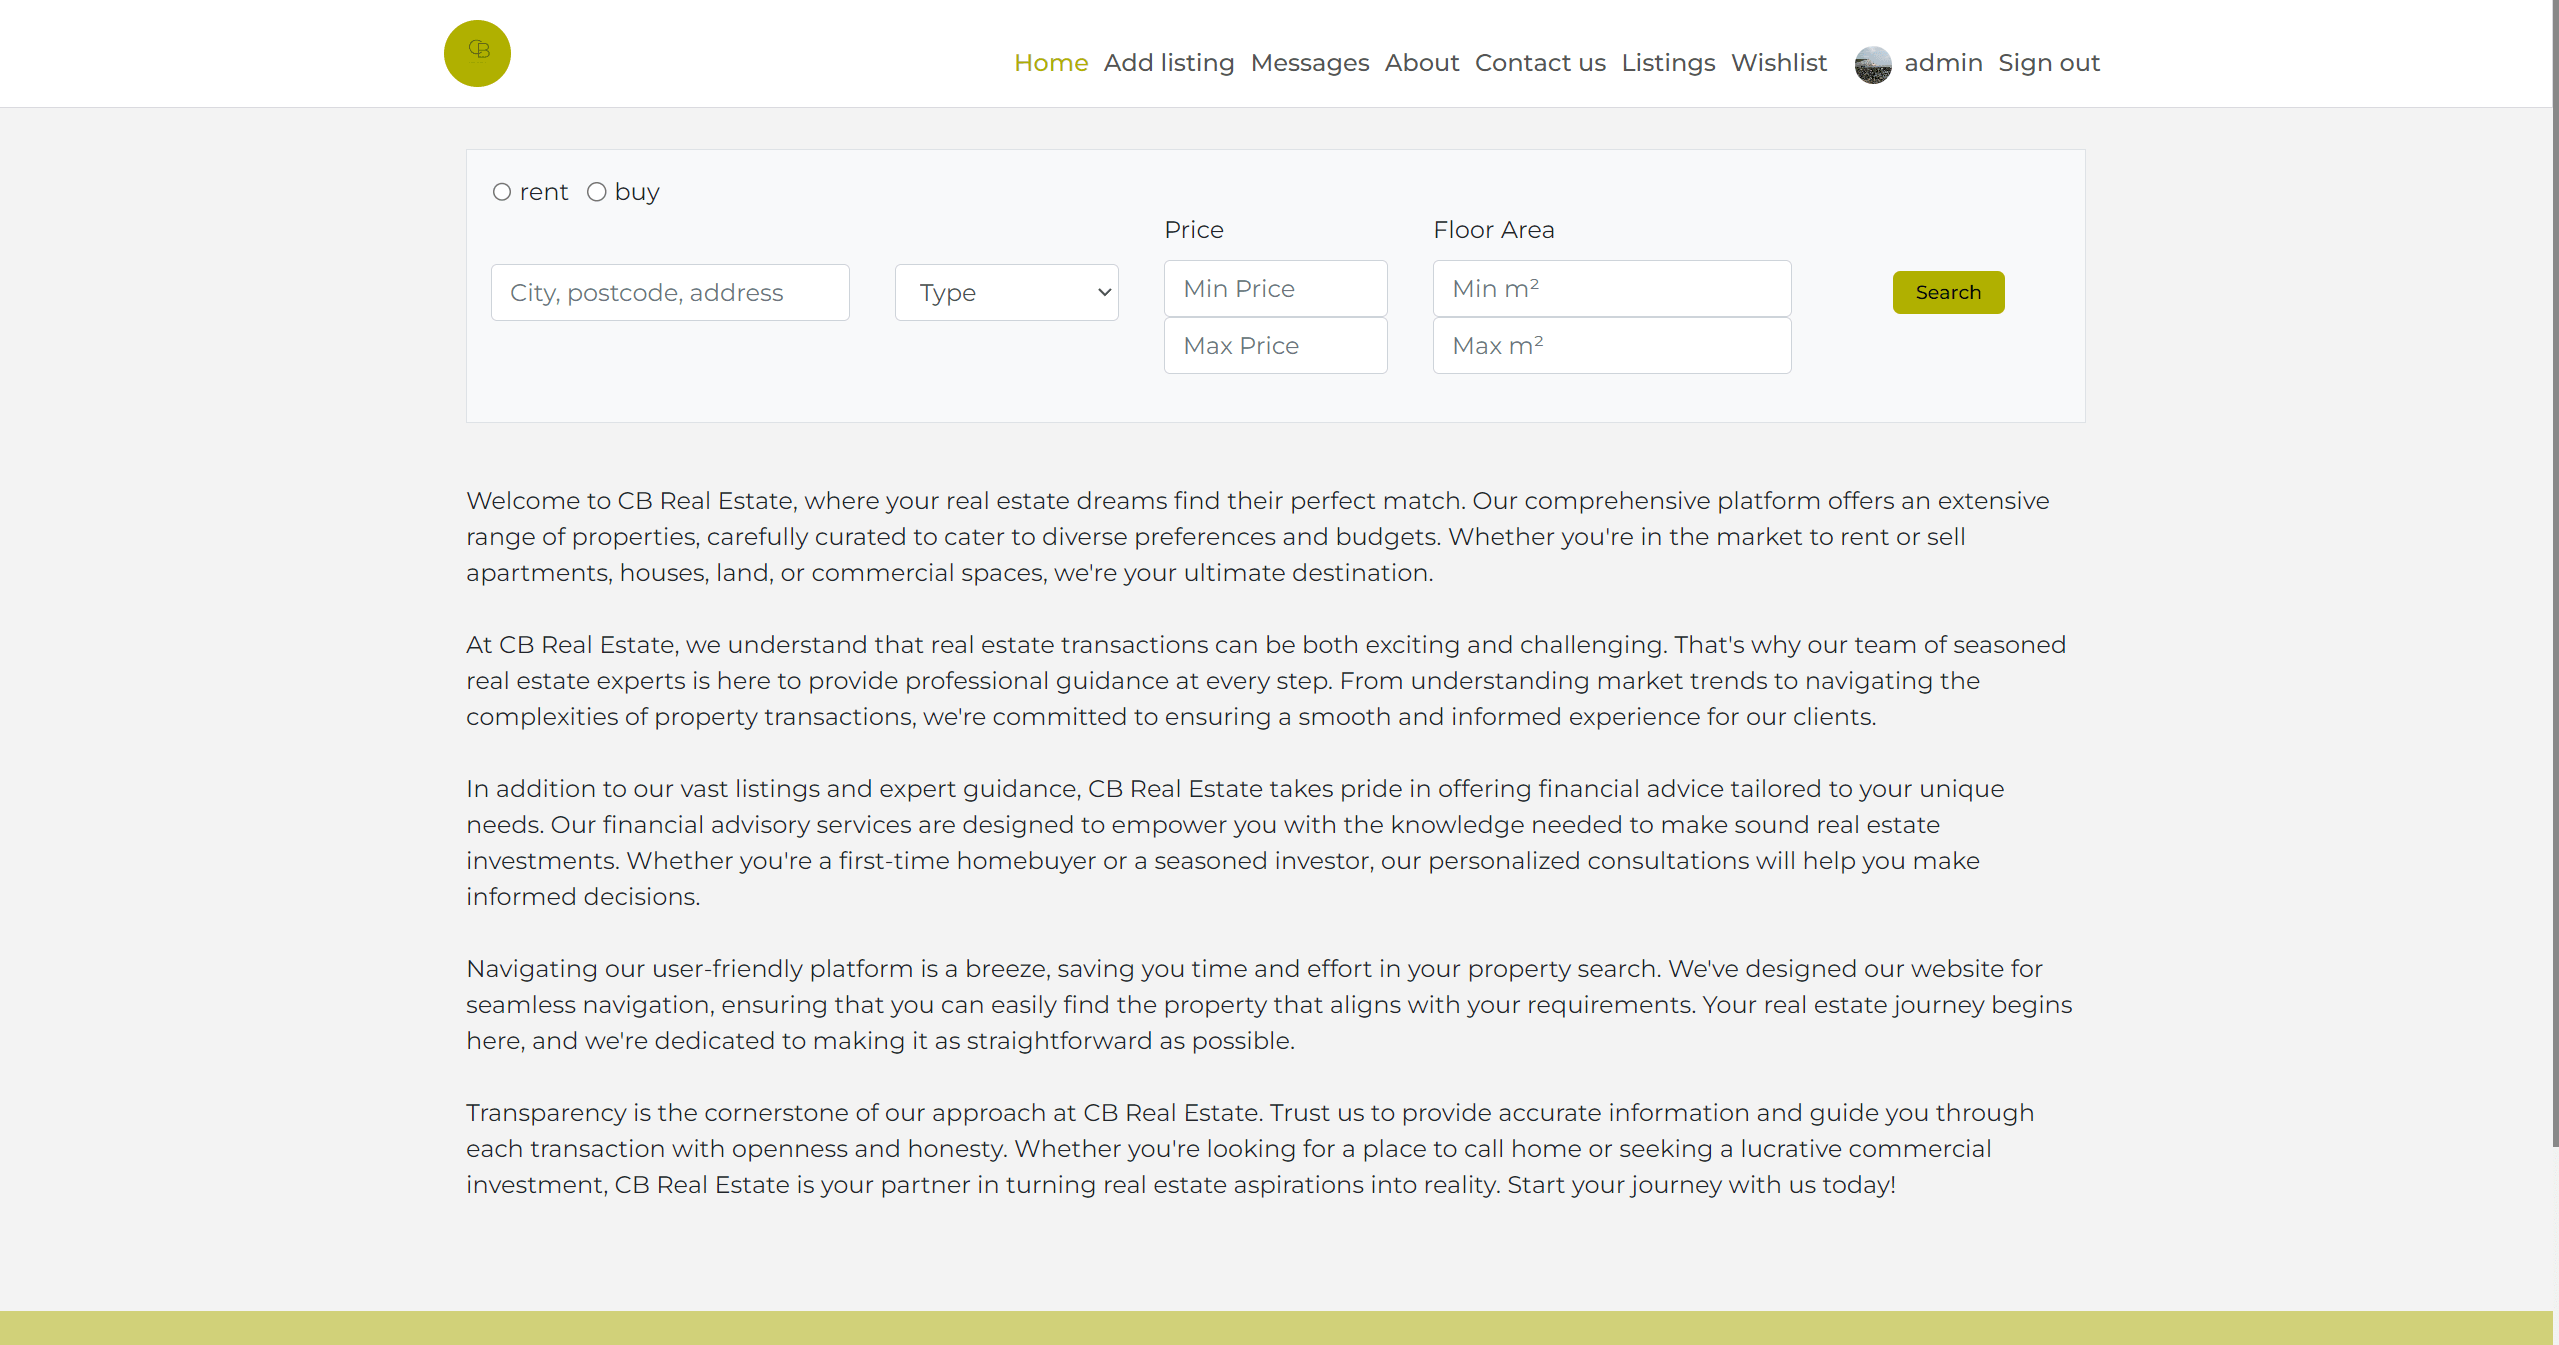 CB
Home Add listing Messages About Contact us Listings Wishlist admin Sign out
rent buy
Price Floor Area
City, postcode, address Type Min Price Min m² Search
Max Price Max m²
Welcome to CB Real Estate, where your real estate dreams find their perfect match. Our comprehensive platform offers an extensive
range of properties, carefully curated to cater to diverse preferences and budgets. Whether you're in the market to rent or sell
apartments, houses, land, or commercial spaces, we're your ultimate destination.
At CB Real Estate, we understand that real estate transactions can be both exciting and challenging. That's why our team of seasoned
real estate experts is here to provide professional guidance at every step. From understanding market trends to navigating the
complexities of property transactions, we're committed to ensuring a smooth and informed experience for our clients.
In addition to our vast listings and expert guidance, CB Real Estate takes pride in offering financial advice tailored to your unique
needs. Our financial advisory services are designed to empower you with the knowledge needed to make sound real estate
investments. Whether you're a first-time homebuyer or a seasoned investor, our personalized consultations will help you make
informed decisions.
Navigating our user-friendly platform is a breeze, saving you time and effort in your property search. We've designed our website for
seamless navigation, ensuring that you can easily find the property that aligns with your requirements. Your real estate journey begins
here, and we're dedicated to making it as straightforward as possible.
Transparency is the cornerstone of our approach at CB Real Estate. Trust us to provide accurate information and guide you through
each transaction with openness and honesty. Whether you're looking for a place to call home or seeking a lucrative commercial
investment, CB Real Estate is your partner in turning real estate aspirations into reality. Start your journey with us today!